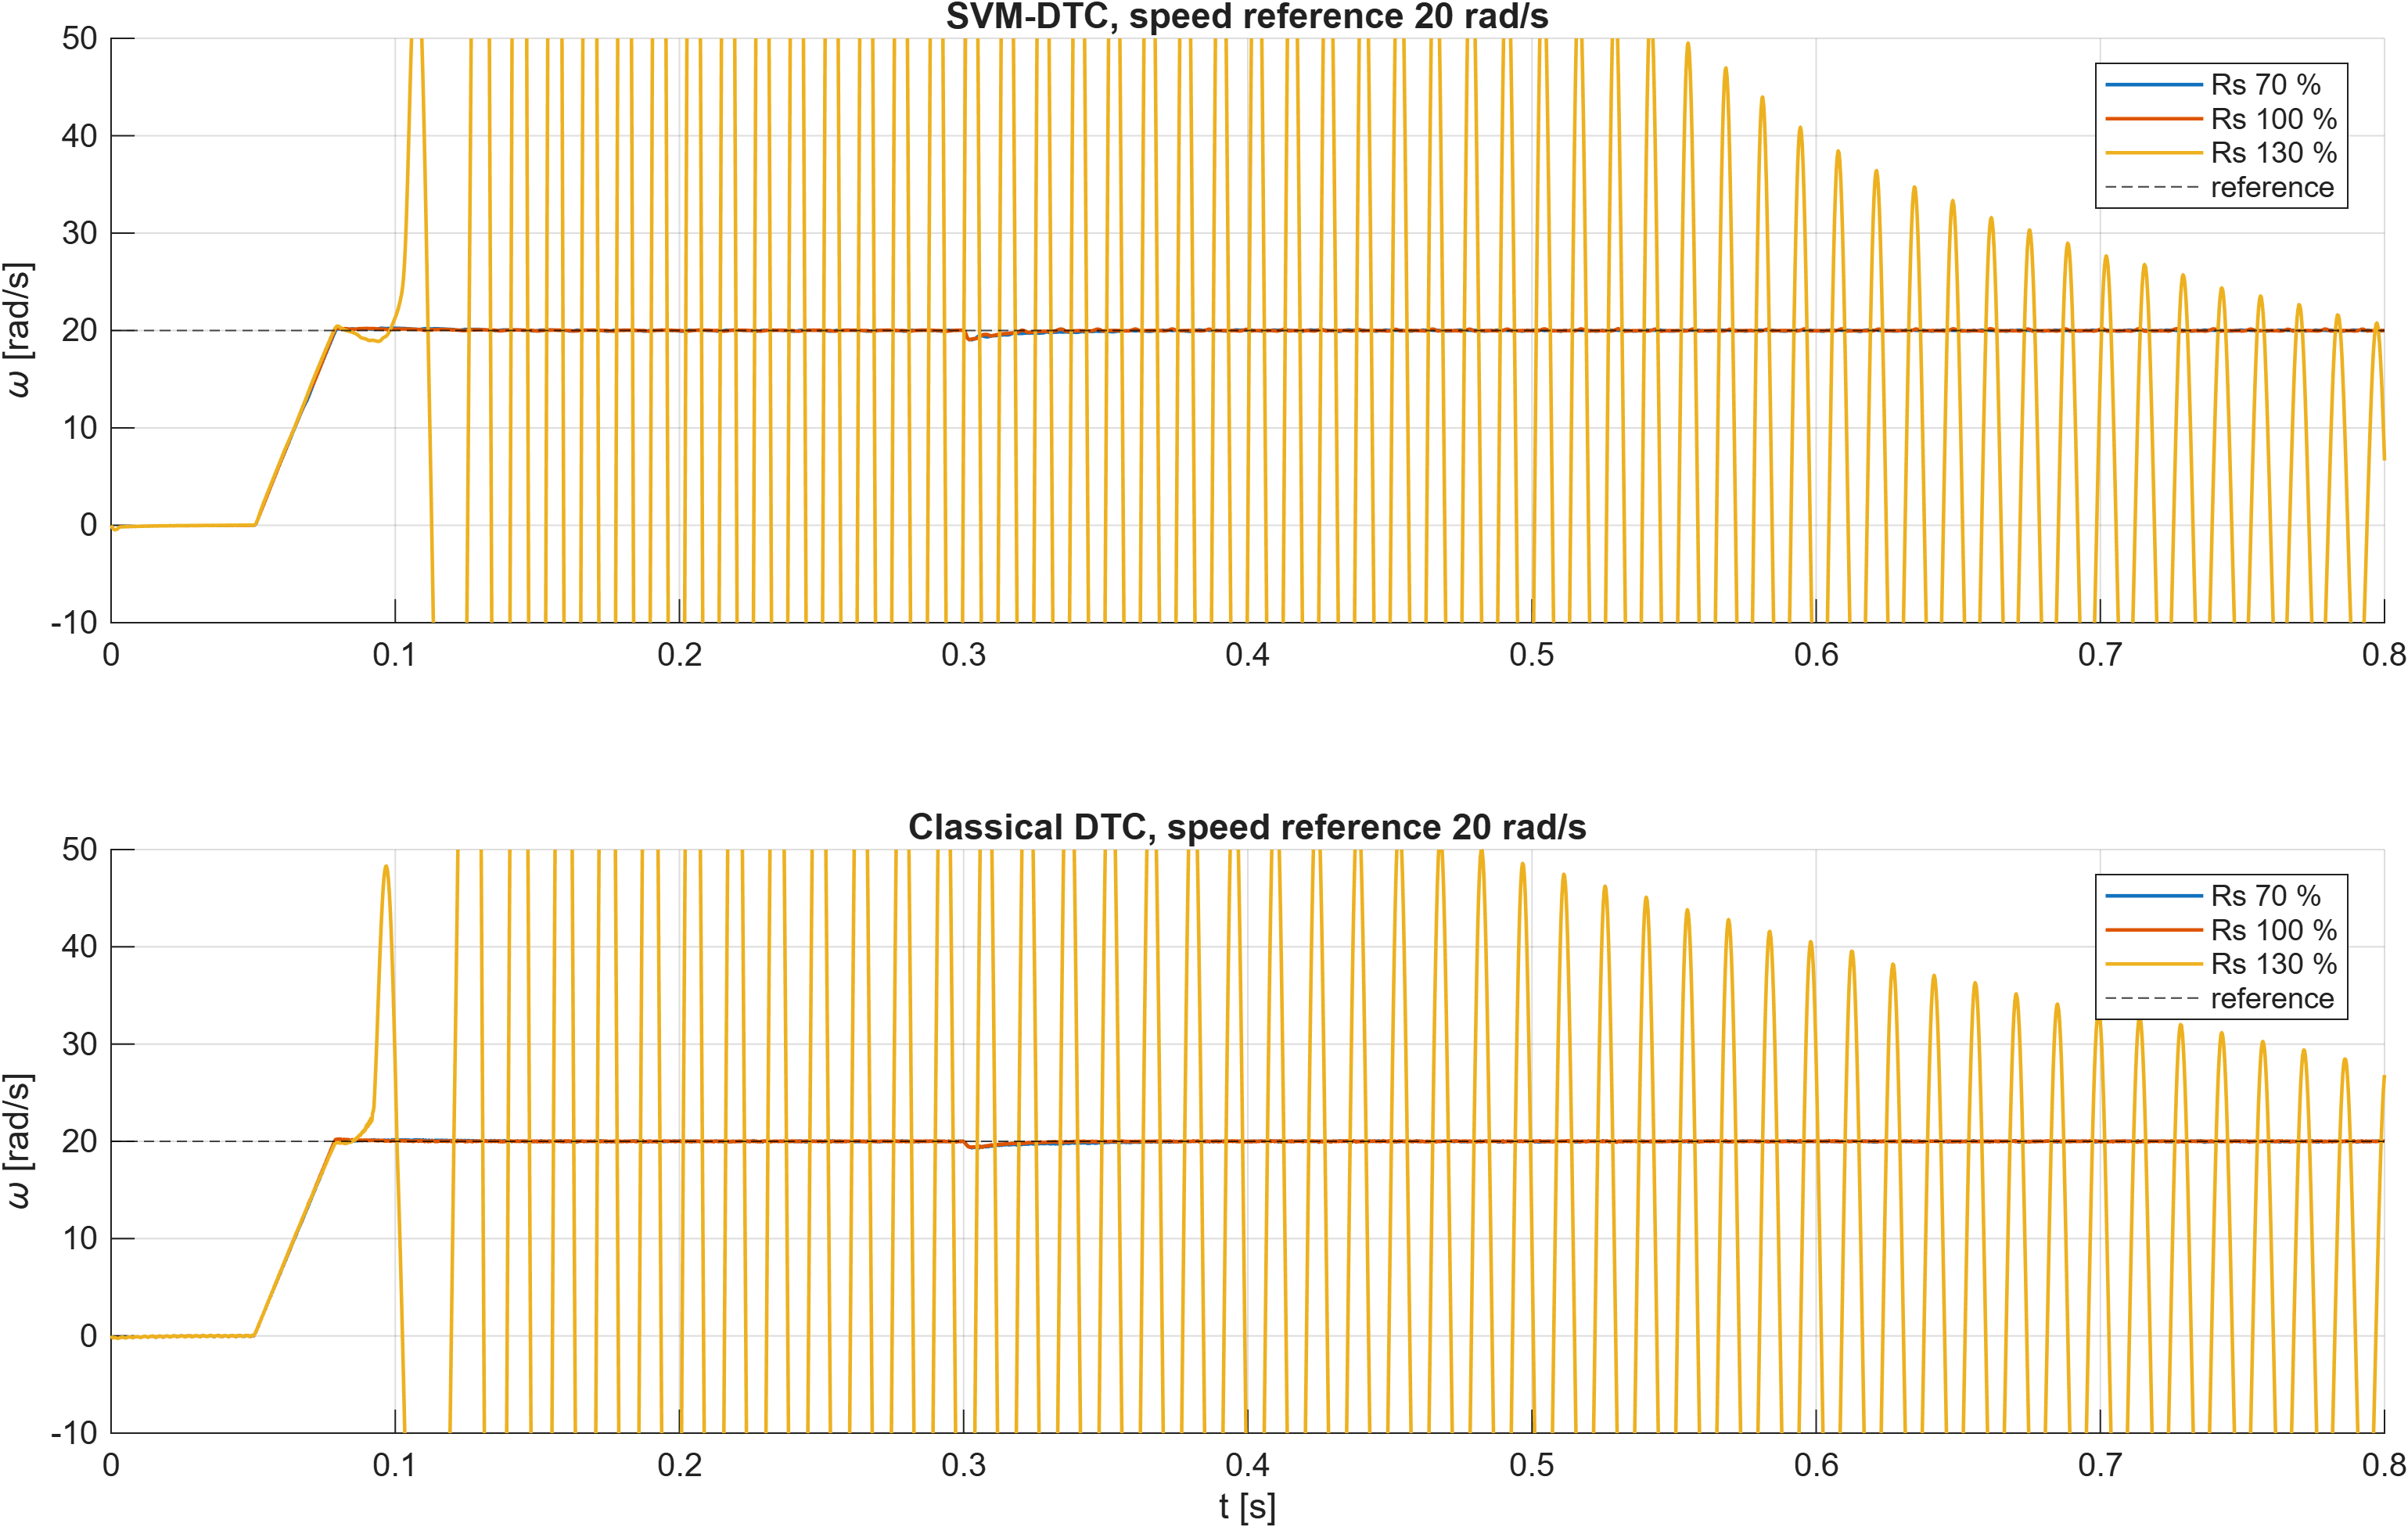 SVM-DTC, speed reference 20 rad/s
50
40
30
20
10
0
-10
ω [rad/s]
0 0.1 0.2 0.3 0.4 0.5 0.6 0.7 0.8
Rs 70 %
Rs 100 %
Rs 130 %
reference
Classical DTC, speed reference 20 rad/s
50
40
30
20
10
0
-10
ω [rad/s]
0 0.1 0.2 0.3 0.4 0.5 0.6 0.7 0.8
t [s]
Rs 70 %
Rs 100 %
Rs 130 %
reference